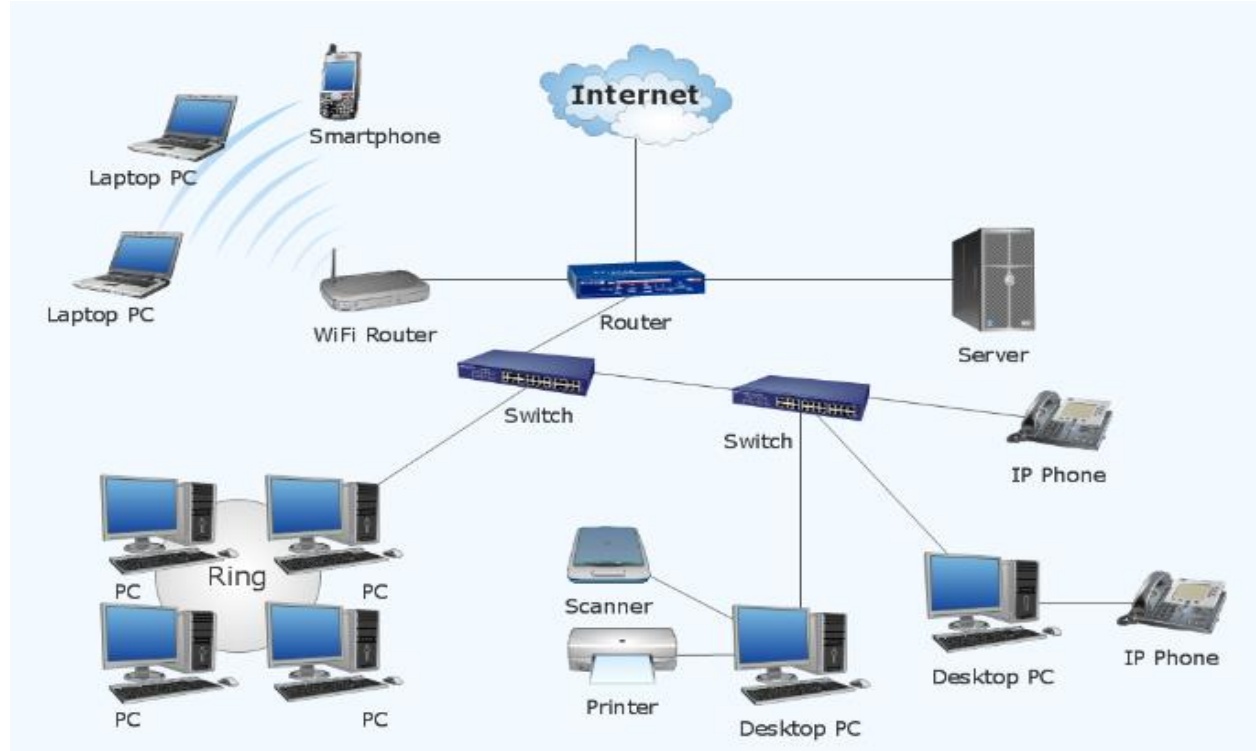 Internet
Smartphone
Laptop PC
Laptop PC
WiFi Router
Router
Server
Switch
Switch
IP Phone
Ring
PC
PC
PC
PC
Scanner
Printer
Desktop PC
Desktop PC
IP Phone